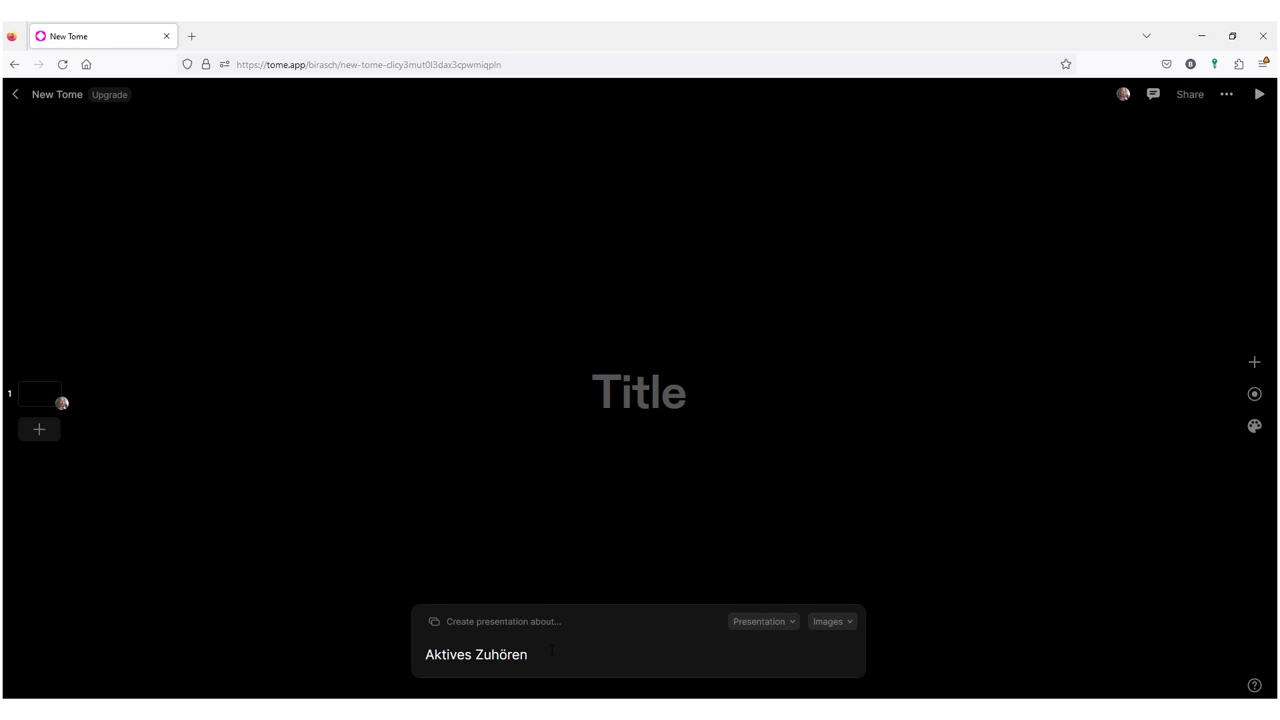 New Tome
https://tome.app/birasch/new-tome-clicy3mut0l3dax3cpwmiqpln
New Tome Upgrade
Share
Title
1
Create presentation about...
Presentation
Images
Aktives Zuhören